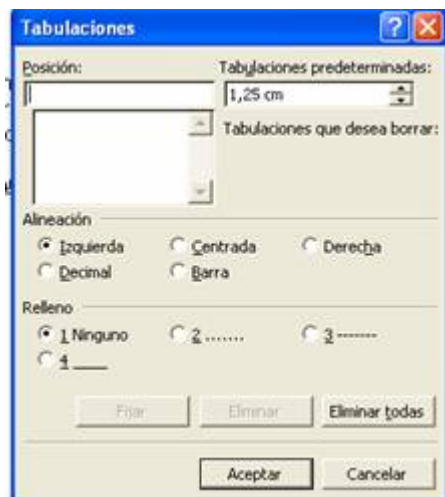 Tabulaciones
Posición:
Tabulaciones predeterminadas:
1,25 cm
Tabulaciones que desea borrar:
Alineación
Izquierda Centrada Derecha
Decimal Barra
Relleno
1 Ninguno 2 ....... 3 -------
4 ____
Fijar Eliminar Eliminar todas
Aceptar Cancelar